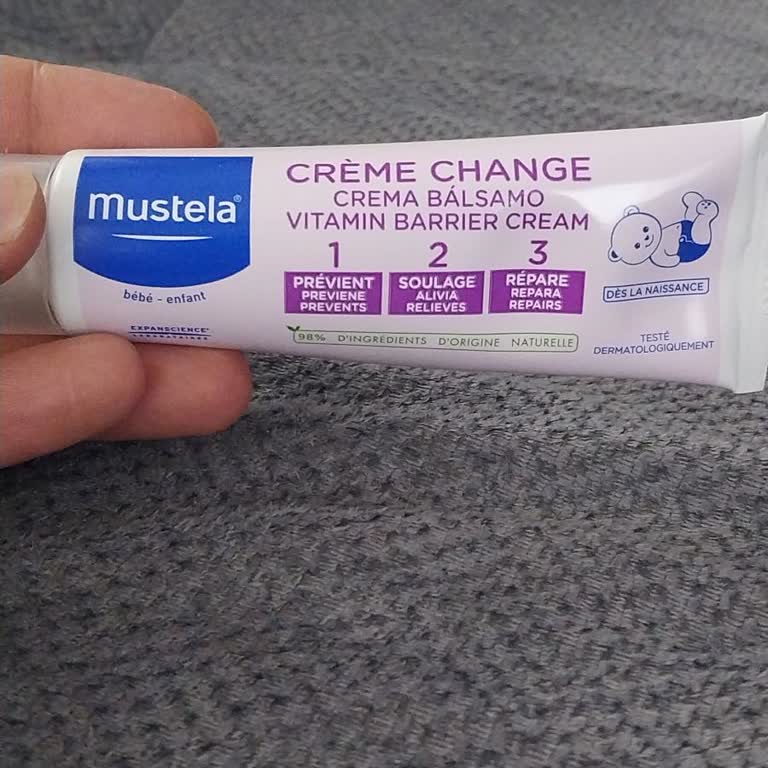 mustela®
bébé - enfant
EXPANSCIENCE®
LABORATOIRES
CRÈME CHANGE
CREMA BÁLSAMO
VITAMIN BARRIER CREAM
1 2 3
PRÉVIENT
PREVIENE
PREVENTS
SOULAGE
ALIVIA
RELIEVES
RÉPARE
REPARA
REPAIRS
98% D'INGRÉDIENTS D'ORIGINE NATURELLE
DÈS LA NAISSANCE
TESTÉ
DERMATOLOGIQUEMENT